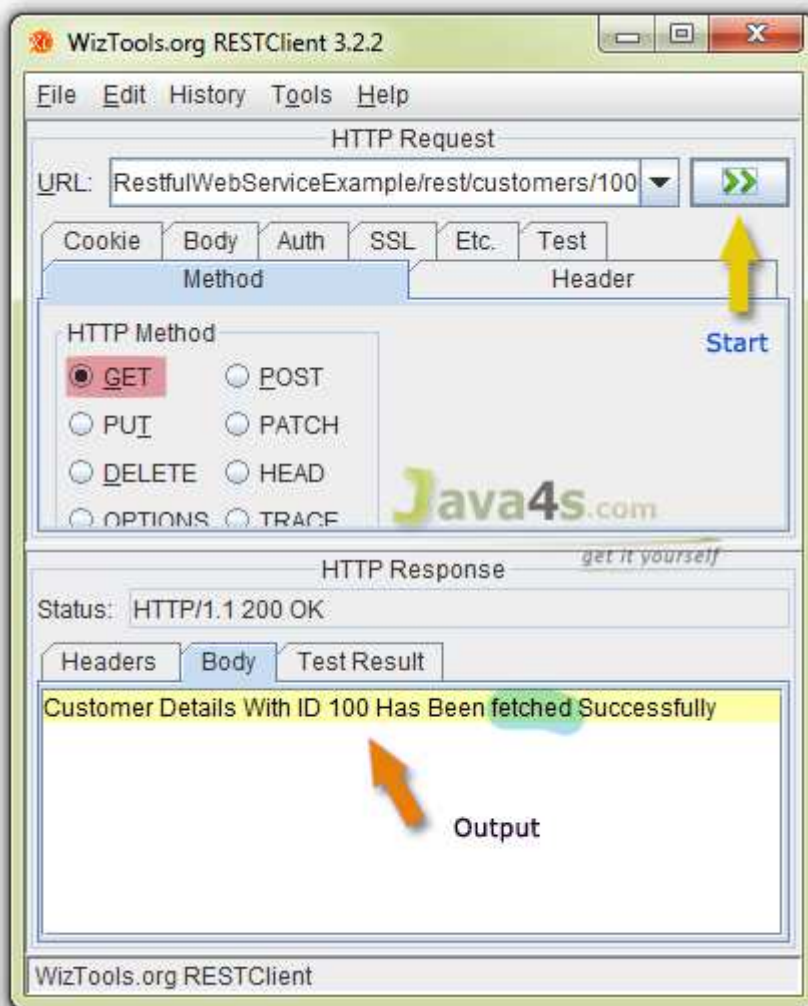 WizTools.org RESTClient 3.2.2
File Edit History Tools Help
HTTP Request
URL: RestfulWebServiceExample/rest/customers/100
Cookie Body Auth SSL Etc. Test
Method Header
HTTP Method
Start
GET POST
PUT PATCH
DELETE HEAD
OPTIONS TRACE
Java4s.com
get it yourself
HTTP Response
Status: HTTP/1.1 200 OK
Headers Body Test Result
Customer Details With ID 100 Has Been fetched Successfully
Output
WizTools.org RESTClient